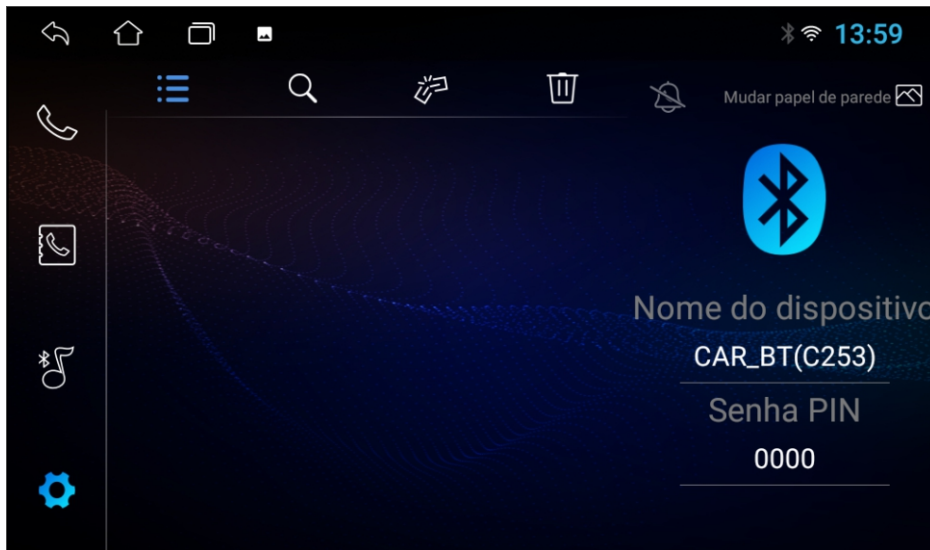 13:59
Mudar papel de parede
Nome do dispositivo
CAR_BT(C253)
Senha PIN
0000